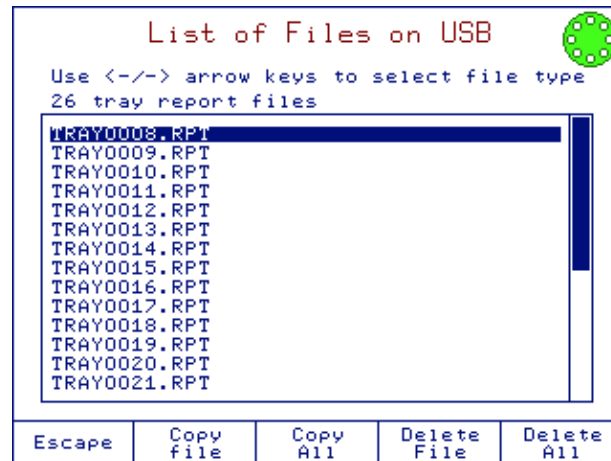 List of Files on USB
Use <-/-> arrow keys to select file type
26 tray report files
TRAY0008.RPT
TRAY0009.RPT
TRAY0010.RPT
TRAY0011.RPT
TRAY0012.RPT
TRAY0013.RPT
TRAY0014.RPT
TRAY0015.RPT
TRAY0016.RPT
TRAY0017.RPT
TRAY0018.RPT
TRAY0019.RPT
TRAY0020.RPT
TRAY0021.RPT
Escape
Copy
file
Copy
All
Delete
File
Delete
All